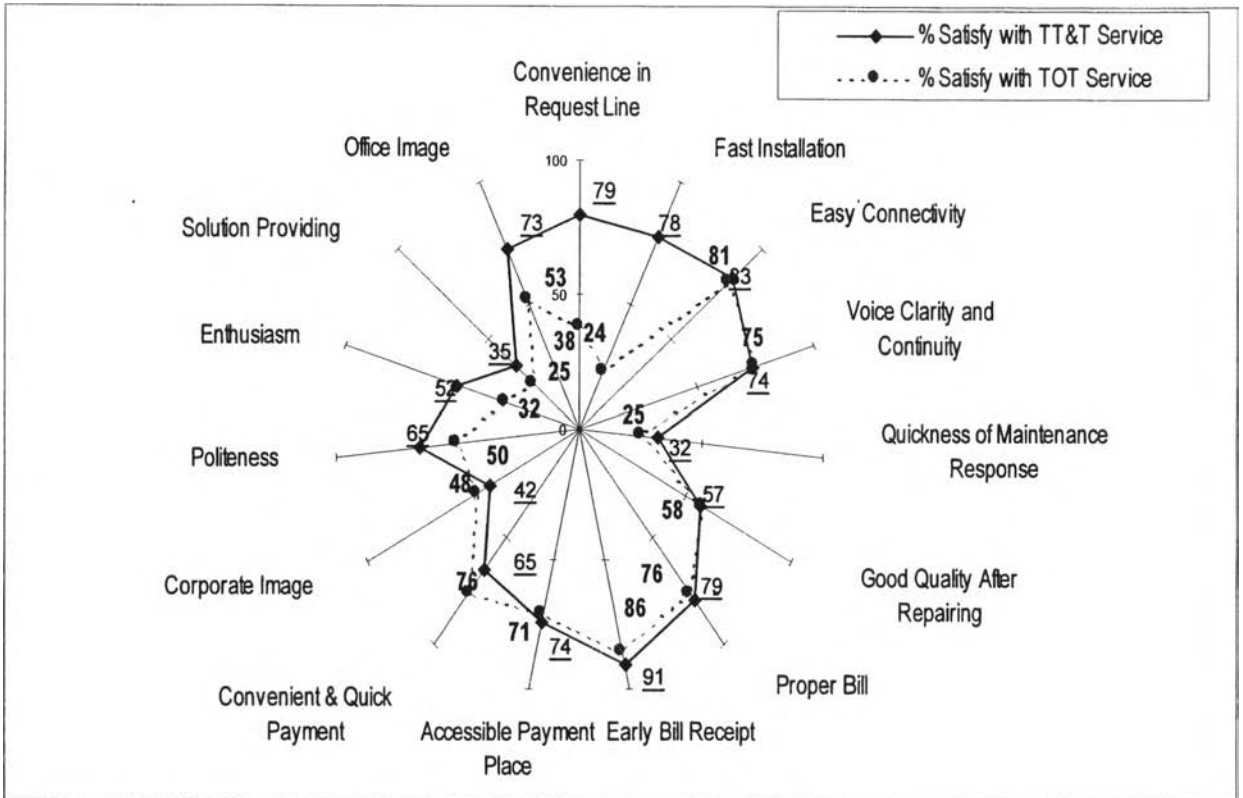 % Satisfy with TT&T Service
% Satisfy with TOT Service
Convenience in
Request Line
Office Image
Fast Installation
Solution Providing
Easy Connectivity
Enthusiasm
Voice Clarity and
Continuity
Politeness
Quickness of Maintenance
Response
Corporate Image
Good Quality After
Repairing
Convenient & Quick
Payment
Accessible Payment
Place
Early Bill Receipt
Proper Bill
100
50
0
79
78
73
81
83
53
38
24
75
74
35
25
52
32
25
32
65
50
48
42
58
57
65
76
76
79
86
71
74
91